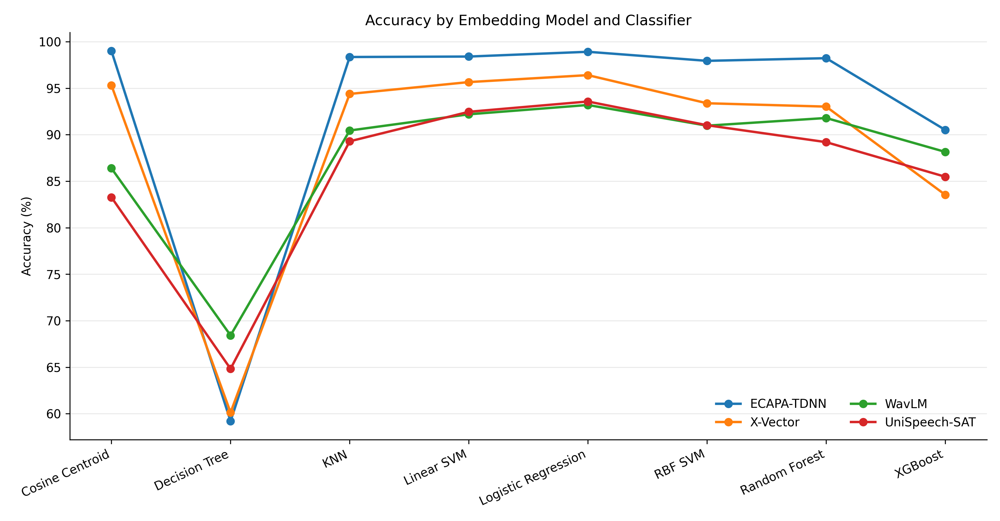 Accuracy by Embedding Model and Classifier
Accuracy (%)
100
95
90
85
80
75
70
65
60
ECAPA-TDNN
X-Vector
WavLM
UniSpeech-SAT
Cosine Centroid
Decision Tree
KNN
Linear SVM
Logistic Regression
RBF SVM
Random Forest
XGBoost